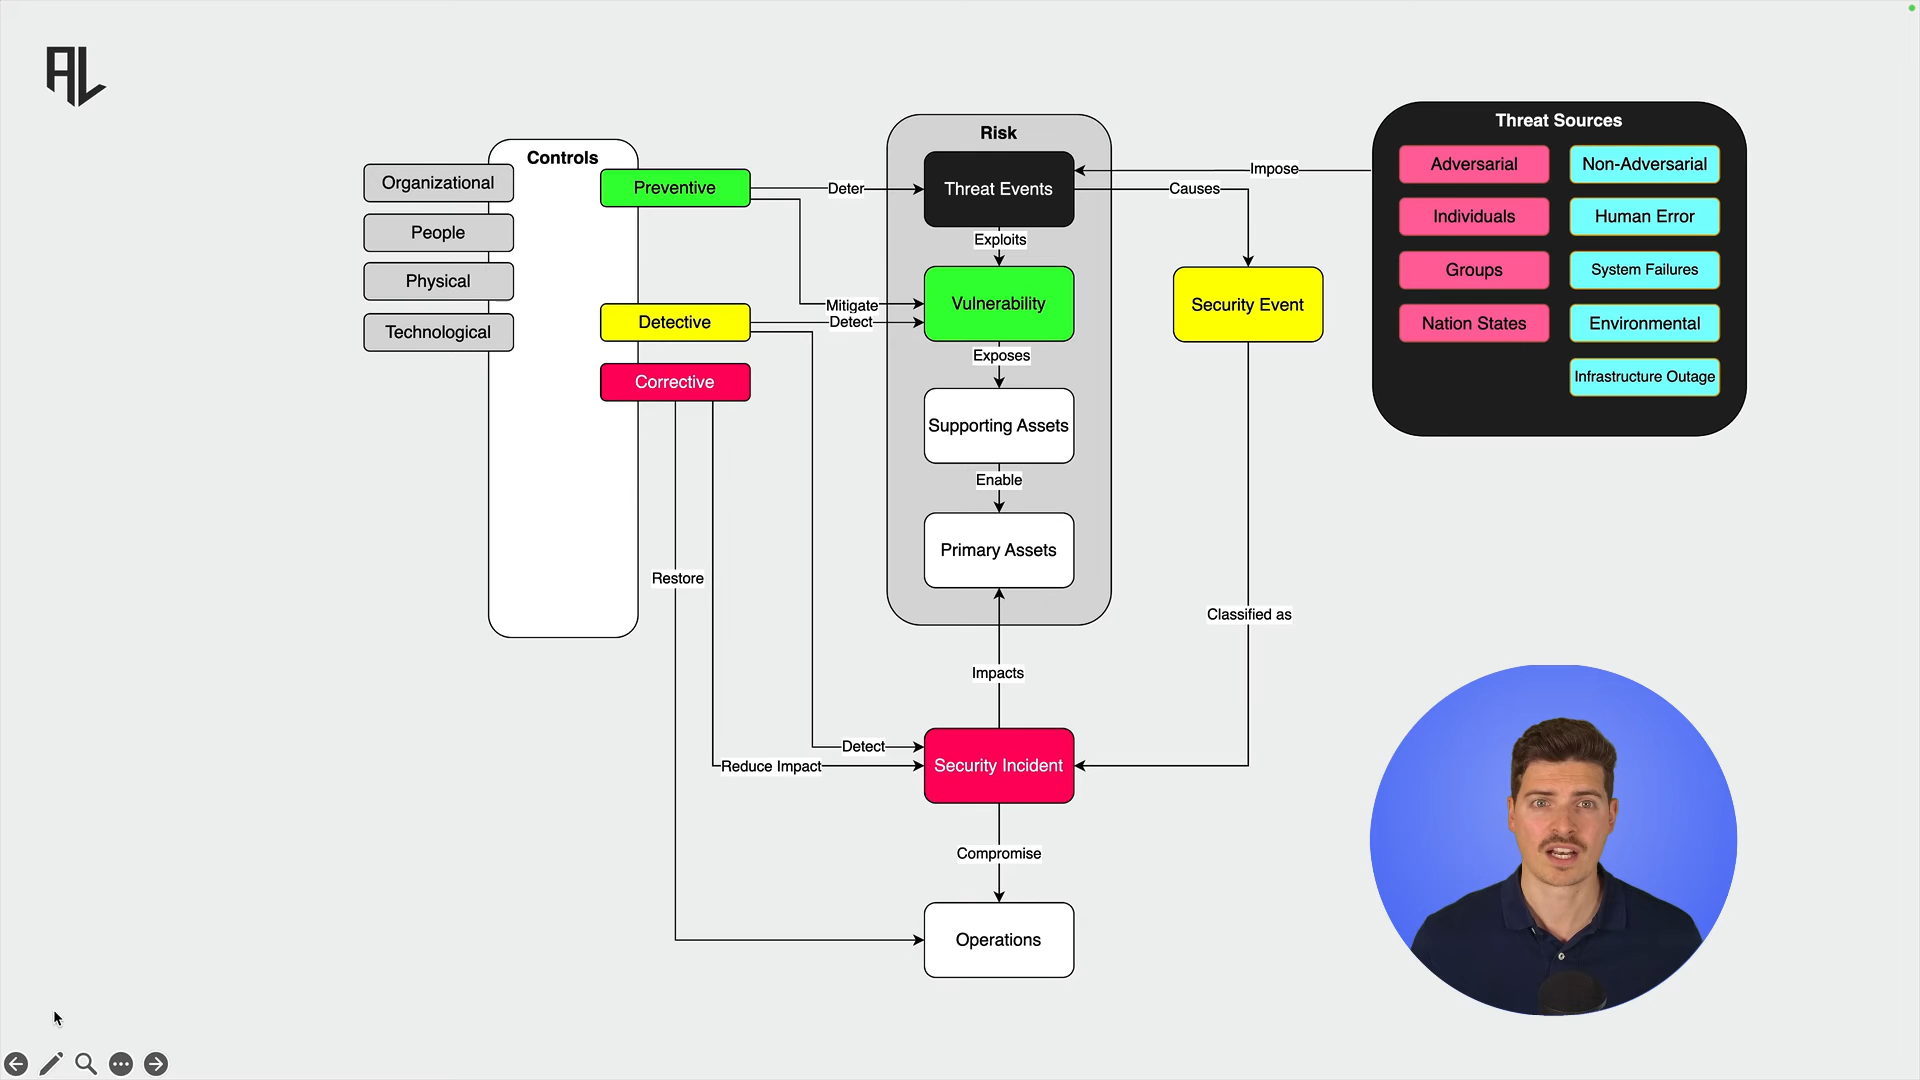 AL
Controls
Organizational
People
Physical
Technological
Preventive
Detective
Corrective
Deter
Mitigate
Detect
Restore
Detect
Reduce Impact
Risk
Threat Events
Exploits
Vulnerability
Exposes
Supporting Assets
Enable
Primary Assets
Impacts
Security Incident
Compromise
Operations
Impose
Causes
Security Event
Classified as
Threat Sources
Adversarial
Non-Adversarial
Individuals
Human Error
Groups
System Failures
Nation States
Environmental
Infrastructure Outage